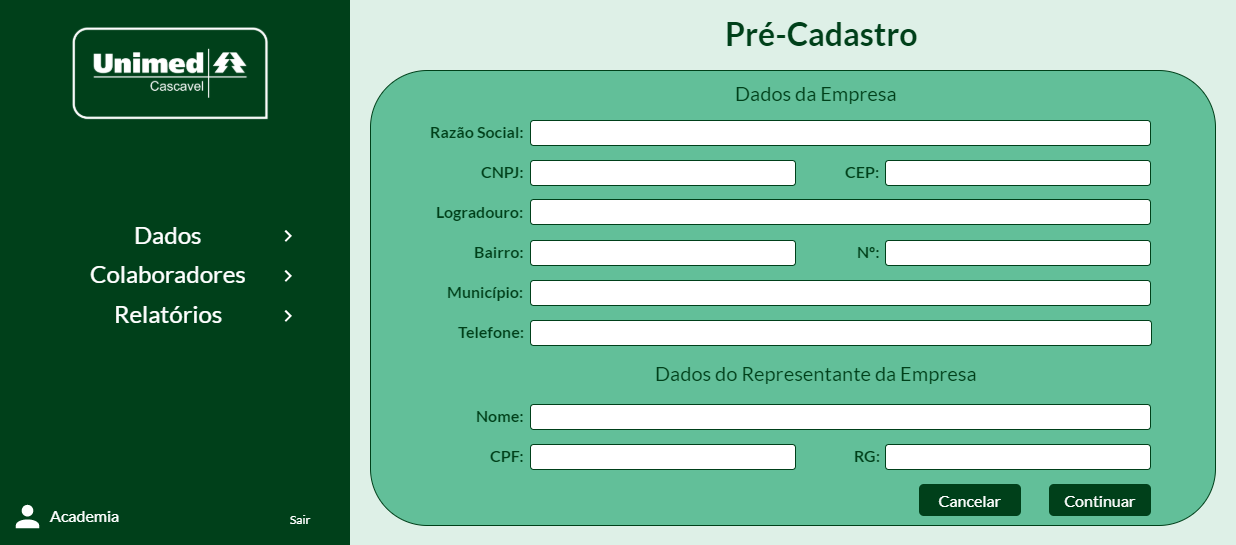 Unimed
Cascavel
Dados
Colaboradores
Relatórios
Academia
Sair
Pré-Cadastro
Dados da Empresa
Razão Social:
CNPJ: CEP:
Logradouro:
Bairro: Nº:
Município:
Telefone:
Dados do Representante da Empresa
Nome:
CPF: RG:
Cancelar Continuar